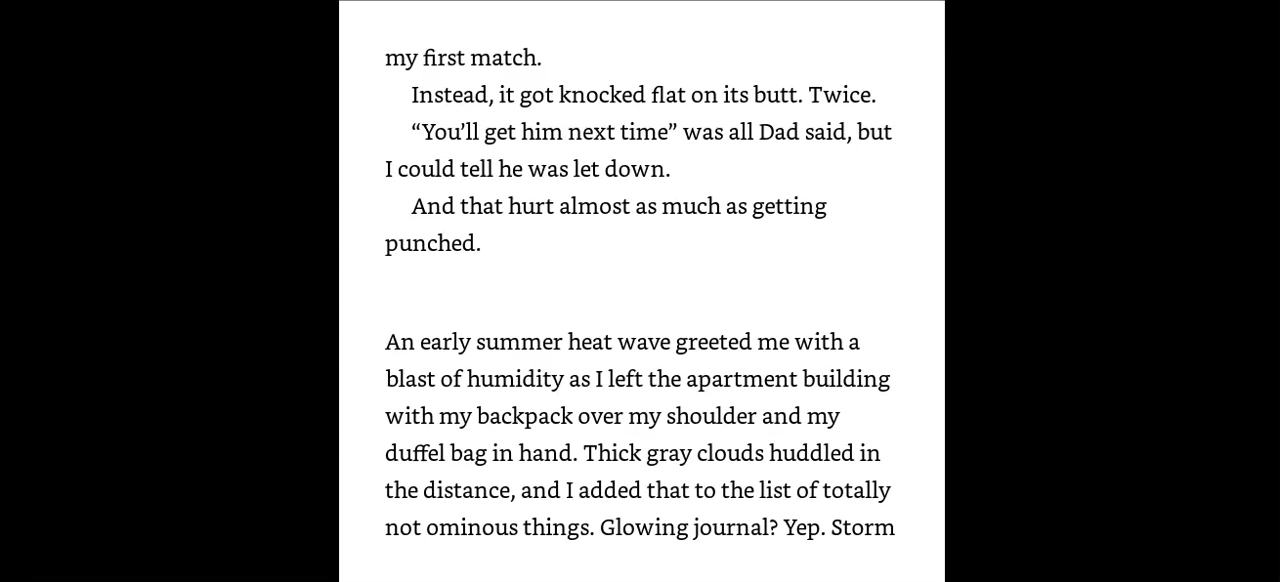 my first match.
Instead, it got knocked flat on its butt. Twice.
“You’ll get him next time” was all Dad said, but
I could tell he was let down.
And that hurt almost as much as getting
punched.
An early summer heat wave greeted me with a
blast of humidity as I left the apartment building
with my backpack over my shoulder and my
duffel bag in hand. Thick gray clouds huddled in
the distance, and I added that to the list of totally
not ominous things. Glowing journal? Yep. Storm